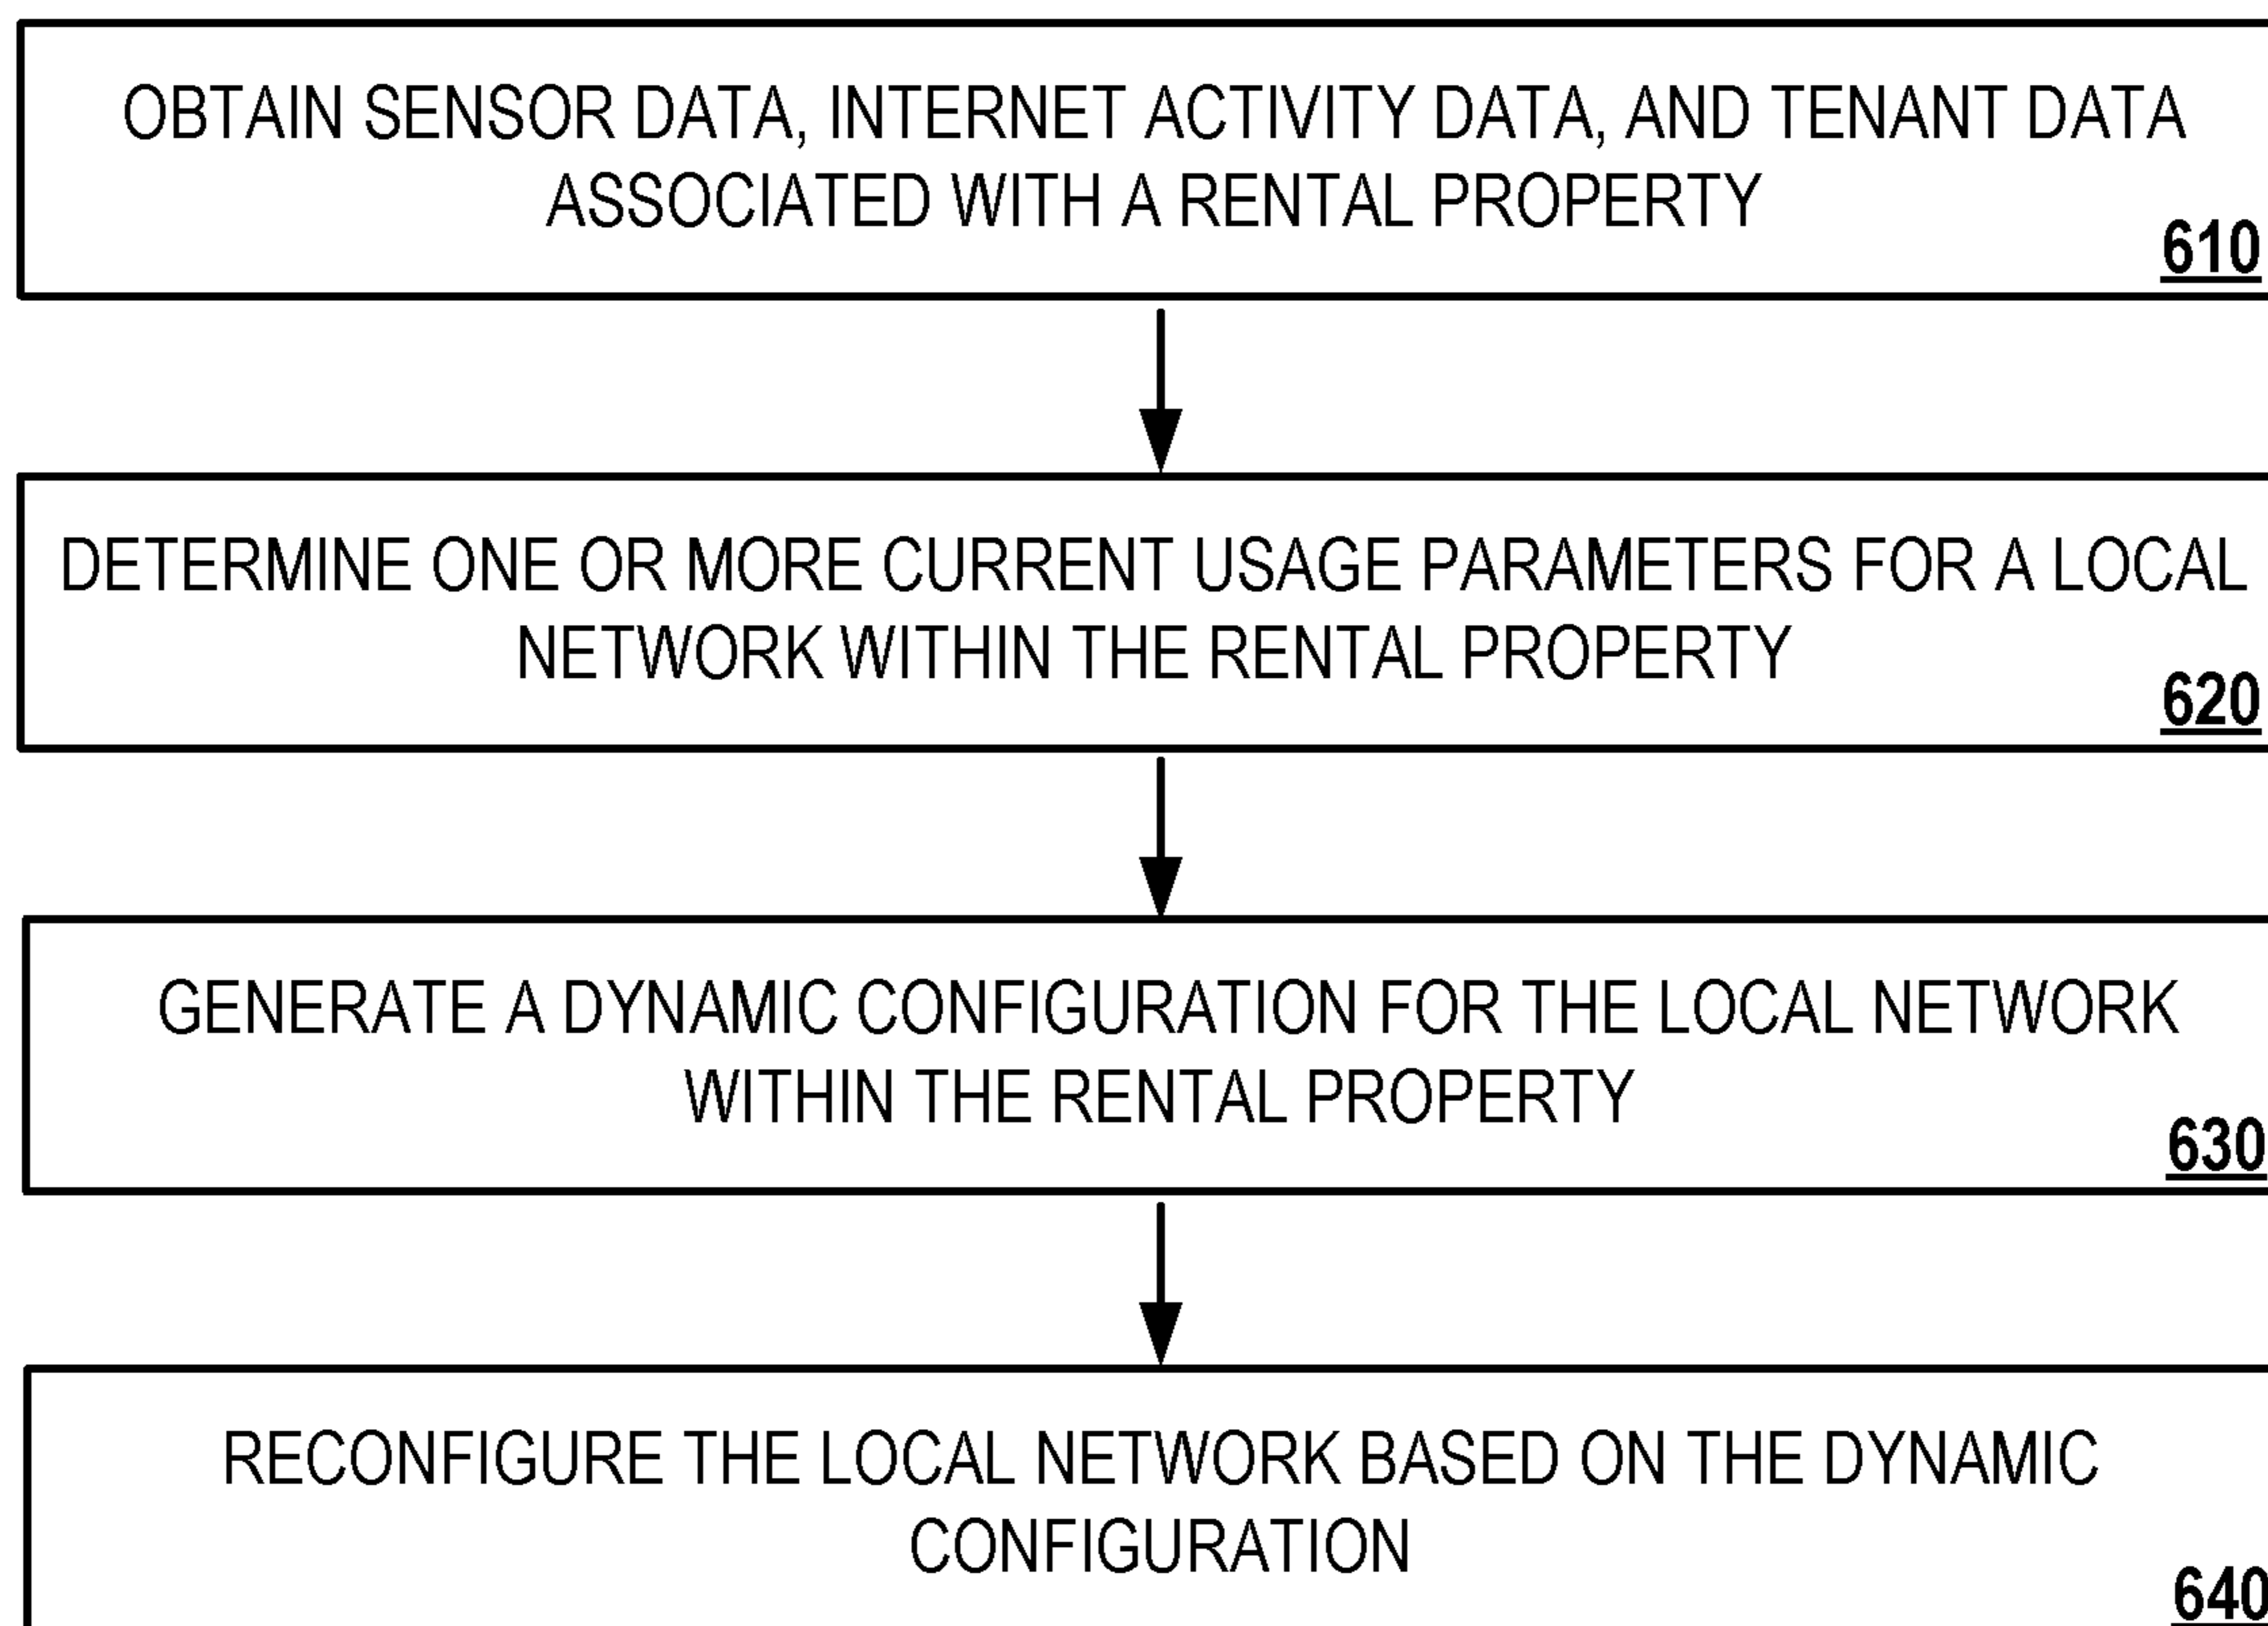 OBTAIN SENSOR DATA, INTERNET ACTIVITY DATA, AND TENANT DATA
ASSOCIATED WITH A RENTAL PROPERTY
610
DETERMINE ONE OR MORE CURRENT USAGE PARAMETERS FOR A LOCAL
NETWORK WITHIN THE RENTAL PROPERTY
620
GENERATE A DYNAMIC CONFIGURATION FOR THE LOCAL NETWORK
WITHIN THE RENTAL PROPERTY
630
RECONFIGURE THE LOCAL NETWORK BASED ON THE DYNAMIC
CONFIGURATION
640